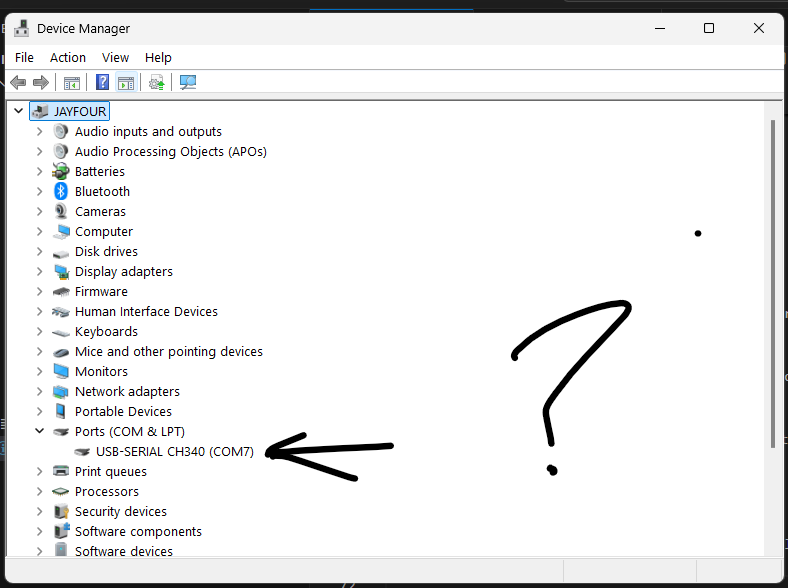 Device Manager
File Action View Help
JAYFOUR
Audio inputs and outputs
Audio Processing Objects (APOs)
Batteries
Bluetooth
Cameras
Computer
Disk drives
Display adapters
Firmware
Human Interface Devices
Keyboards
Mice and other pointing devices
Monitors
Network adapters
Portable Devices
Ports (COM & LPT)
USB-SERIAL CH340 (COM7)
Print queues
Processors
Security devices
Software components
Software devices
?